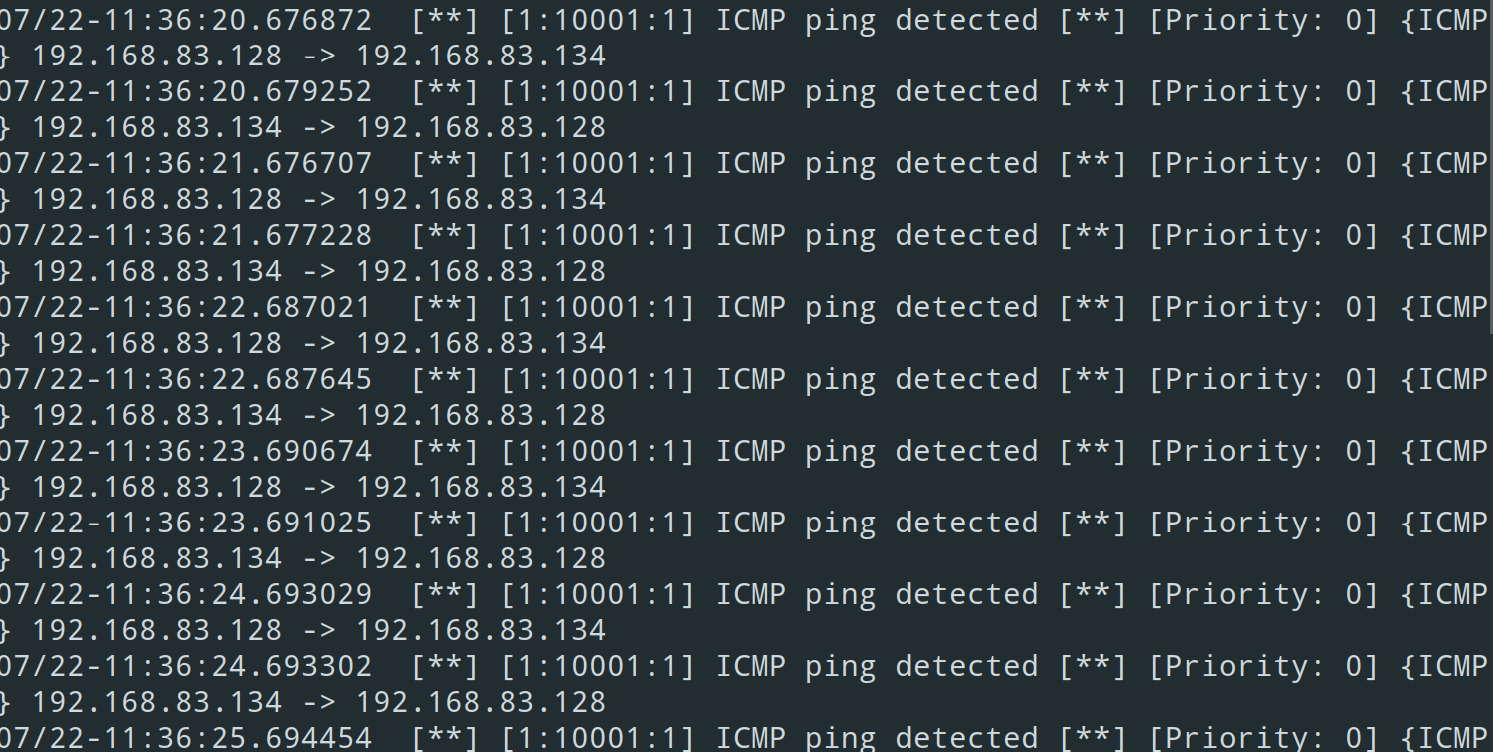 07/22-11:36:20.676872  [**] [1:10001:1] ICMP ping detected [**] [Priority: 0] {ICMP
} 192.168.83.128 -> 192.168.83.134
07/22-11:36:20.679252  [**] [1:10001:1] ICMP ping detected [**] [Priority: 0] {ICMP
} 192.168.83.134 -> 192.168.83.128
07/22-11:36:21.676707  [**] [1:10001:1] ICMP ping detected [**] [Priority: 0] {ICMP
} 192.168.83.128 -> 192.168.83.134
07/22-11:36:21.677228  [**] [1:10001:1] ICMP ping detected [**] [Priority: 0] {ICMP
} 192.168.83.134 -> 192.168.83.128
07/22-11:36:22.687021  [**] [1:10001:1] ICMP ping detected [**] [Priority: 0] {ICMP
} 192.168.83.128 -> 192.168.83.134
07/22-11:36:22.687645  [**] [1:10001:1] ICMP ping detected [**] [Priority: 0] {ICMP
} 192.168.83.134 -> 192.168.83.128
07/22-11:36:23.690674  [**] [1:10001:1] ICMP ping detected [**] [Priority: 0] {ICMP
} 192.168.83.128 -> 192.168.83.134
07/22-11:36:23.691025  [**] [1:10001:1] ICMP ping detected [**] [Priority: 0] {ICMP
} 192.168.83.134 -> 192.168.83.128
07/22-11:36:24.693029  [**] [1:10001:1] ICMP ping detected [**] [Priority: 0] {ICMP
} 192.168.83.128 -> 192.168.83.134
07/22-11:36:24.693302  [**] [1:10001:1] ICMP ping detected [**] [Priority: 0] {ICMP
} 192.168.83.134 -> 192.168.83.128
07/22-11:36:25.694454  [**] [1:10001:1] ICMP ping detected [**] [Priority: 0] {ICMP